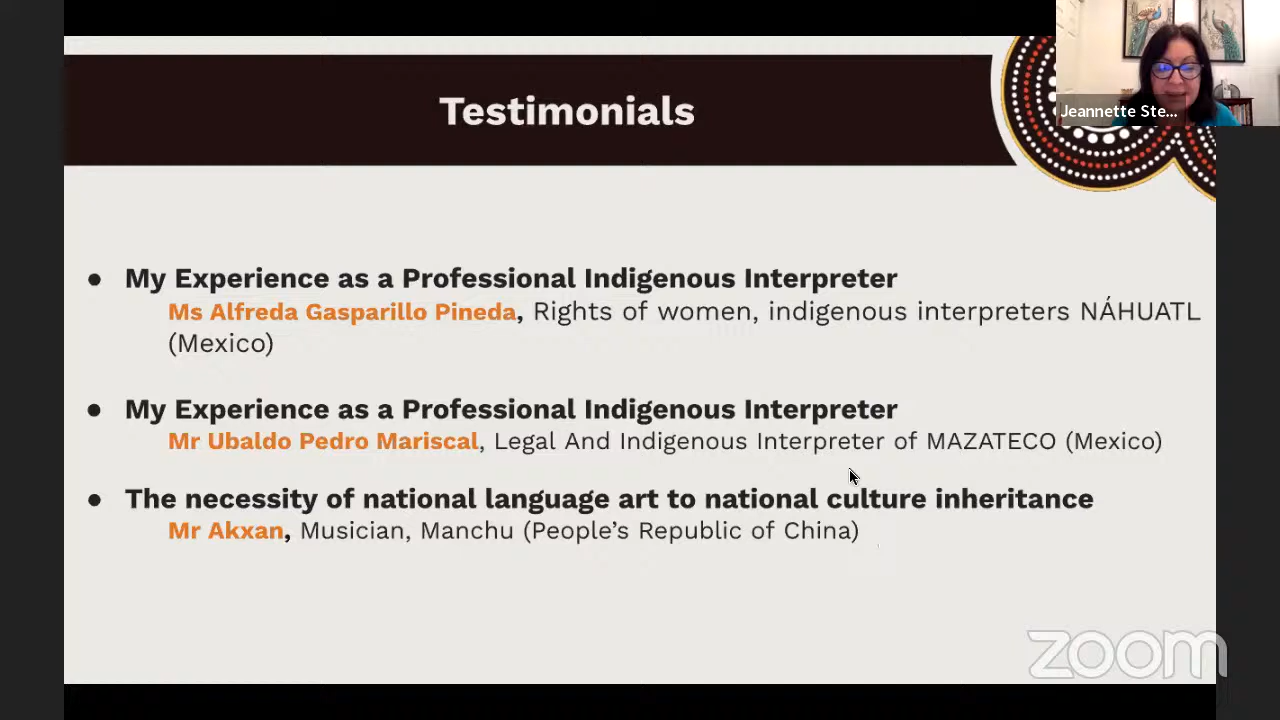 Testimonials
Jeannette Ste...
● My Experience as a Professional Indigenous Interpreter
Ms Alfreda Gasparillo Pineda, Rights of women, indigenous interpreters NÁHUATL
(Mexico)
● My Experience as a Professional Indigenous Interpreter
Mr Ubaldo Pedro Mariscal, Legal And Indigenous Interpreter of MAZATECO (Mexico)
● The necessity of national language art to national culture inheritance
Mr Akxan, Musician, Manchu (People’s Republic of China)
zoom